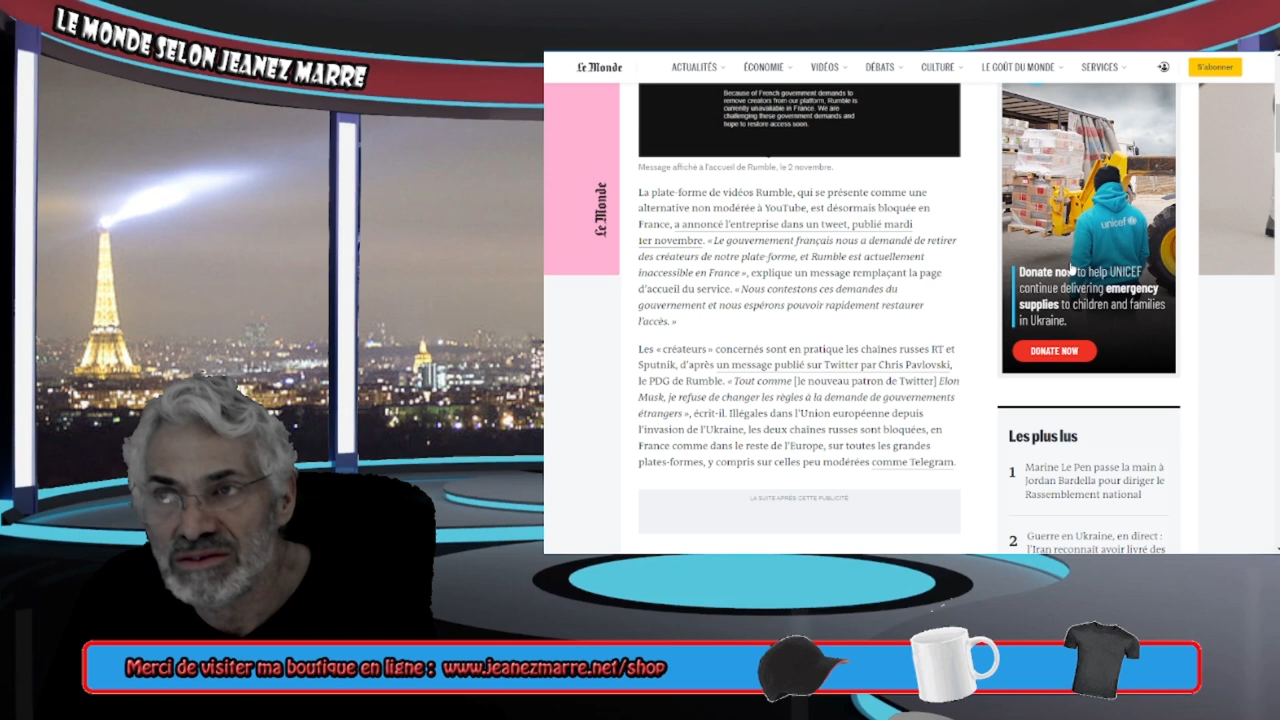 LE MONDE SELON JEANEZ MARRE
Le Monde
ACTUALITÉS
ÉCONOMIE
VIDÉOS
DÉBATS
CULTURE
LE GOÛT DU MONDE
SERVICES
S'abonner
Because of French government demands to
remove creators from our platform, Rumble is
currently unavailable in France. We are
challenging these government demands and
hope to restore access soon.
Message affiché à l'accueil de Rumble, le 2 novembre.
Le Monde
La plate-forme de vidéos Rumble, qui se présente comme une
alternative non modérée à YouTube, est désormais bloquée en
France, a annoncé l'entreprise dans un tweet, publié mardi
1er novembre. « Le gouvernement français nous a demandé de retirer
des créateurs de notre plate-forme, et Rumble est actuellement
inaccessible en France », explique un message remplaçant la page
d'accueil du service. « Nous contestons ces demandes du
gouvernement et nous espérons pouvoir rapidement restaurer
l'accès. »
Les « créateurs » concernés sont en pratique les chaînes russes RT et
Sputnik, d'après un message publié sur Twitter par Chris Pavlovski,
le PDG de Rumble. « Tout comme [le nouveau patron de Twitter] Elon
Musk, je refuse de changer les règles à la demande de gouvernements
étrangers », écrit-il. Illégales dans l'Union européenne depuis
l'invasion de l'Ukraine, les deux chaînes russes sont bloquées, en
France comme dans le reste de l'Europe, sur toutes les grandes
plates-formes, y compris sur celles peu modérées comme Telegram.
LA SUITE APRÈS CETTE PUBLICITÉ
unicef
Donate now to help UNICEF
continue delivering emergency
supplies to children and families
in Ukraine.
DONATE NOW
Les plus lus
1 Marine Le Pen passe la main à
Jordan Bardella pour diriger le
Rassemblement national
2 Guerre en Ukraine, en direct :
l'Iran reconnaît avoir livré des
Merci de visiter ma boutique en ligne : www.jeanezmarre.net/shop